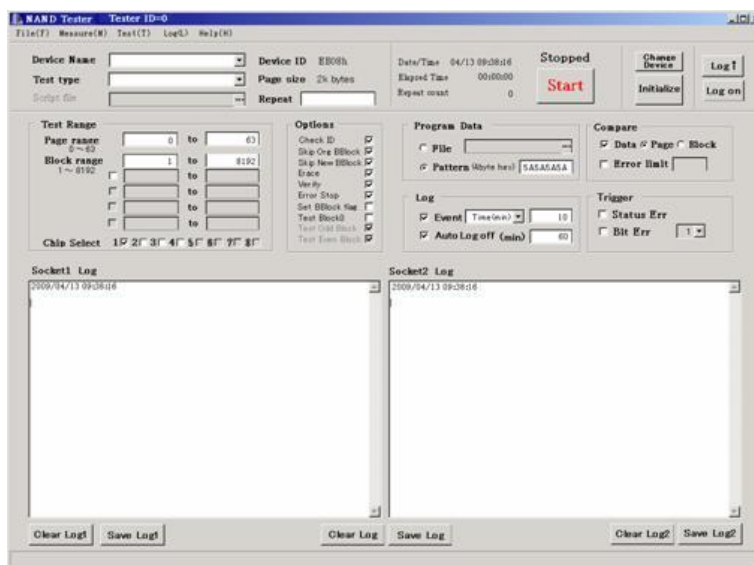 NAND Tester Tester ID=0
File(F) Measure(M) Test(T) Log(L) Help(H)
Device Name
Device ID EB08h
Date/Time 04/13 09:38:16
Stopped
Change Device
Log↑
Test type
Page size 2k bytes
Elapsed Time 00:00:00
Start
Initialize
Log on
Script file
Repeat
Repeat count 0
Test Range
Page range 0 to 63
0 ~ 63
Block range 1 to 8192
1 ~ 8192
to
to
to
to
Chip Select 1 2 3 4 5 6 7 8
Options
Check ID
Skip Org BBlock
Skip New BBlock
Erace
Verity
Error Stop
Set BBlock flag
Test Block0
Test Odd Block
Test Even Block
Program Data
File
Pattern (4byte hex) 5A5A5A5A
Log
Event Time(min) 10
Auto Log off (min) 60
Compare
Data Page Block
Error limit
Trigger
Status Err
Bit Err 1
Socket1 Log
2009/04/13 09:38:16
Socket2 Log
2009/04/13 09:38:16
Clear Log1
Save Log1
Clear Log
Save Log
Clear Log2
Save Log2